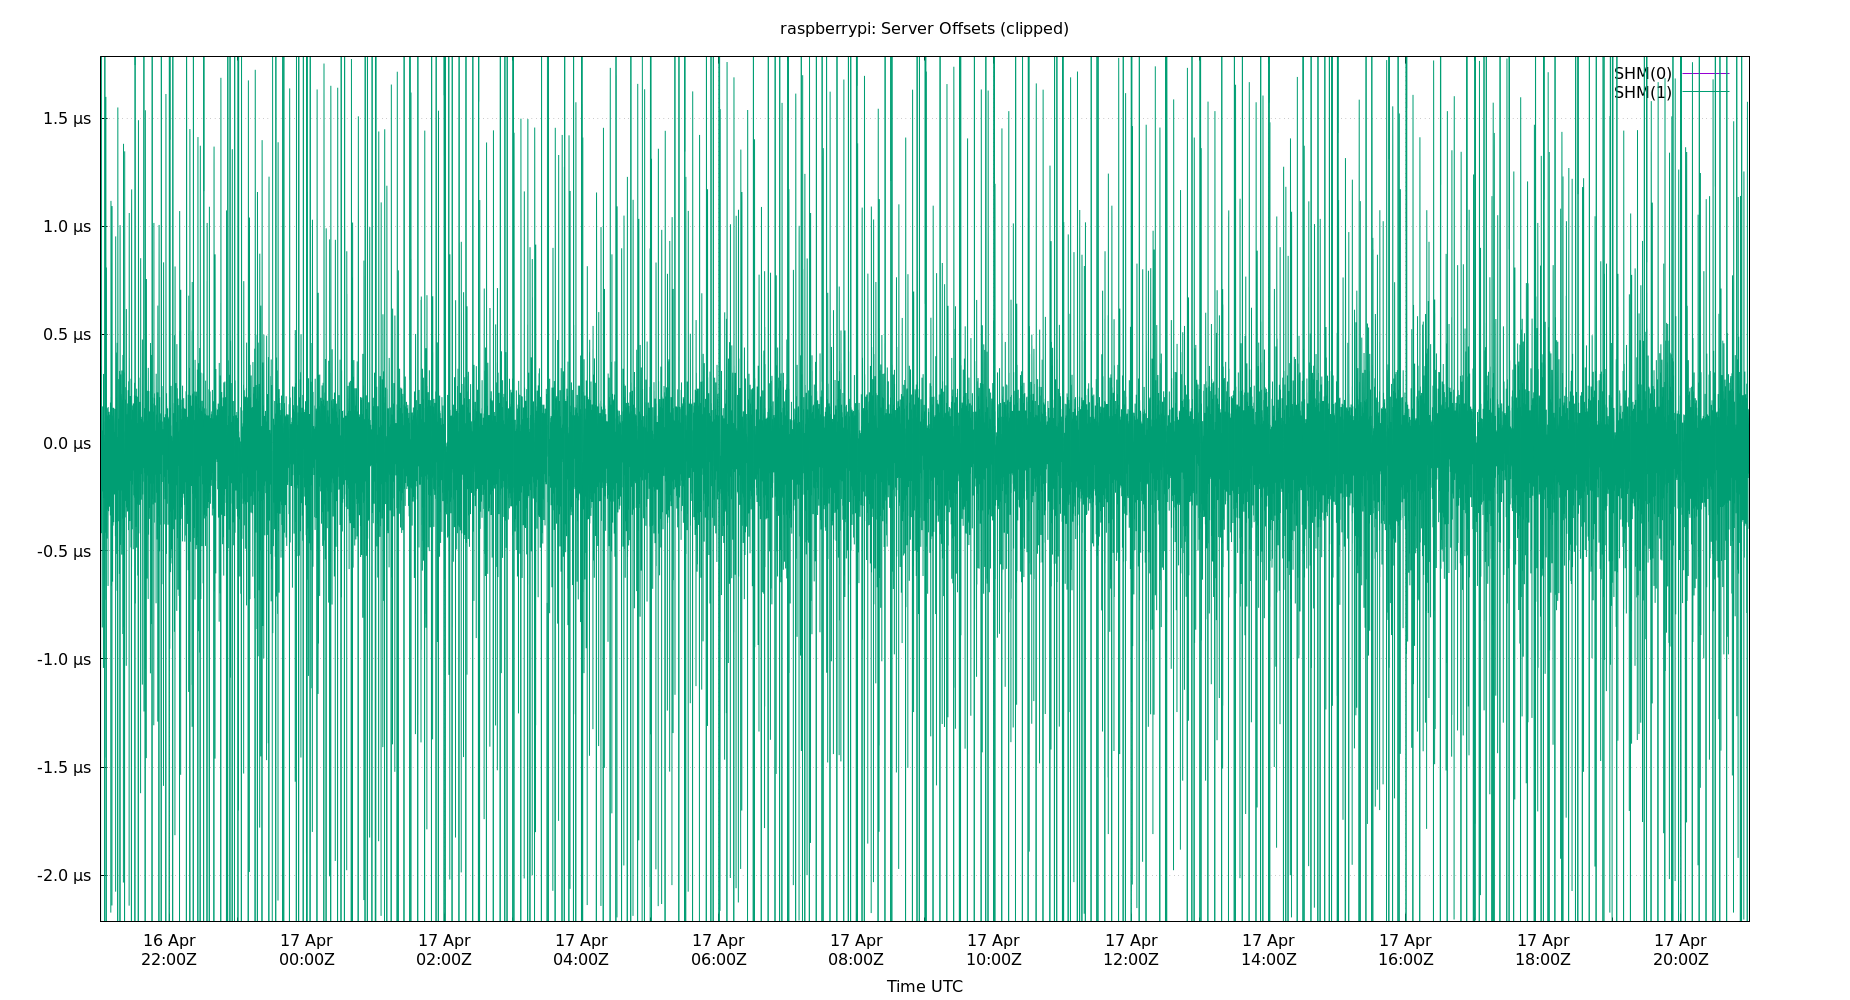 raspberrypi: Server Offsets (clipped)
SHM(0)
SHM(1)
1.5 µs
1.0 µs
0.5 µs
0.0 µs
-0.5 µs
-1.0 µs
-1.5 µs
-2.0 µs
16 Apr 17 Apr 17 Apr 17 Apr 17 Apr 17 Apr 17 Apr 17 Apr 17 Apr 17 Apr 17 Apr 17 Apr
22:00Z 00:00Z 02:00Z 04:00Z 06:00Z 08:00Z 10:00Z 12:00Z 14:00Z 16:00Z 18:00Z 20:00Z
Time UTC